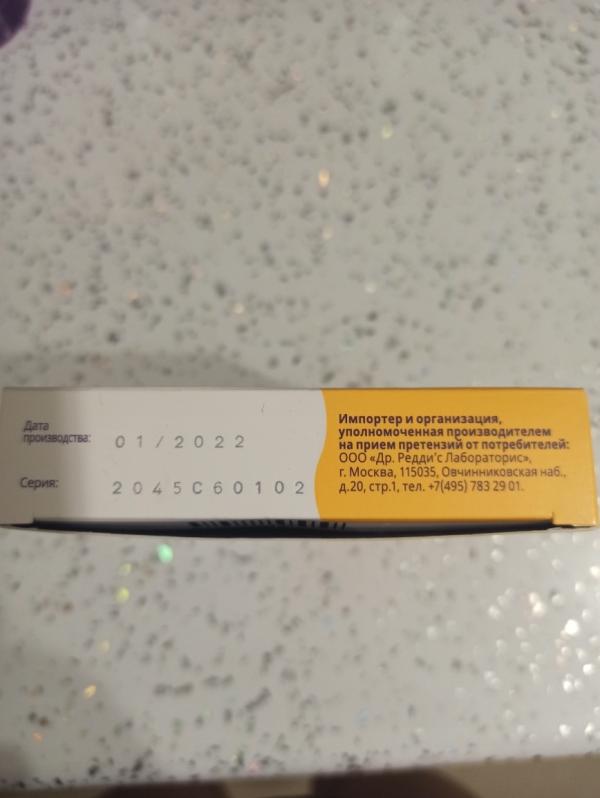 Дата
производства:
01/2022
Серия:
2045C60102
Импортер и организация,
уполномоченная производителем
на прием претензий от потребителей:
ООО «Др. Редди'с Лабораторис»,
г. Москва, 115035, Овчинниковская наб.,
д.20, стр.1, тел. +7(495) 783 29 01.